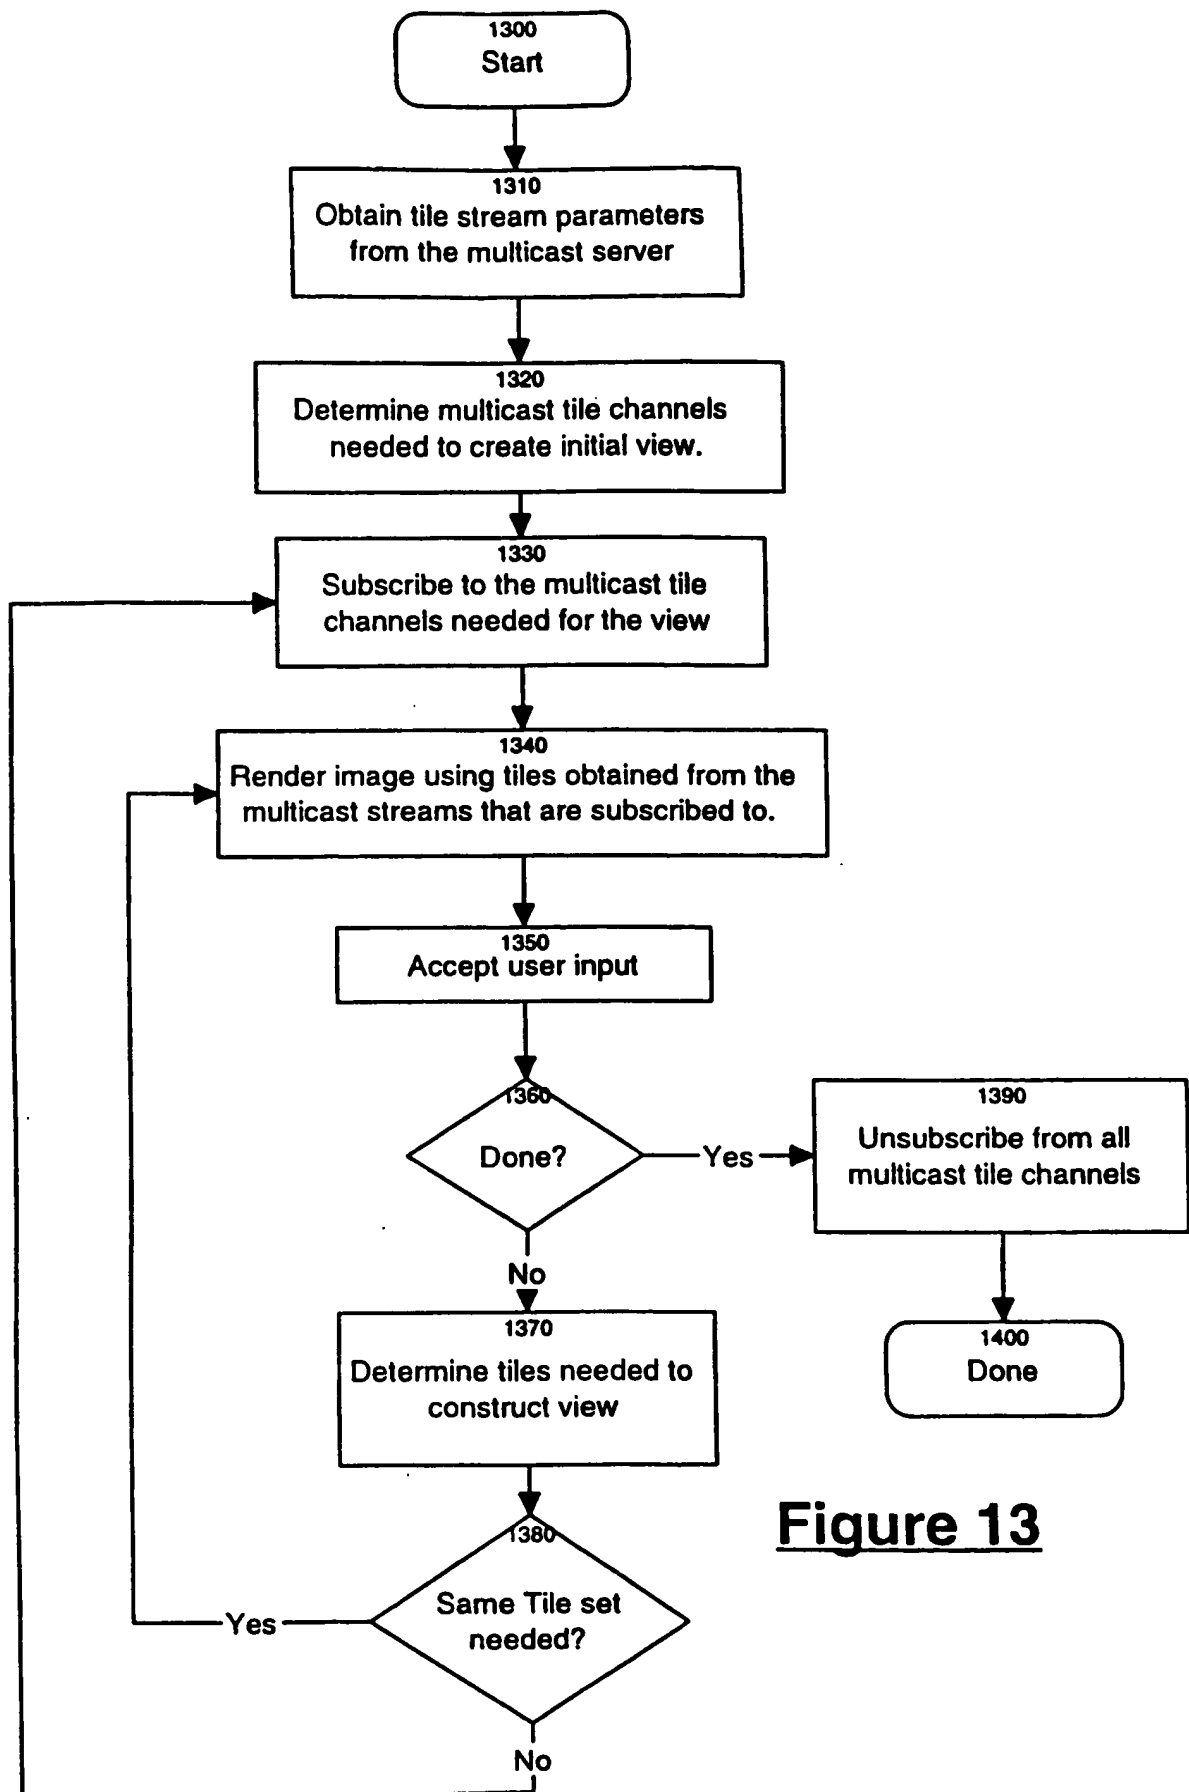 1300
Start
1310
Obtain tile stream parameters
from the multicast server
1320
Determine multicast tile channels
needed to create initial view.
1330
Subscribe to the multicast tile
channels needed for the view
1340
Render image using tiles obtained from the
multicast streams that are subscribed to.
1350
Accept user input
1360
Done?
Yes
1390
Unsubscribe from all
multicast tile channels
No
1400
Done
1370
Determine tiles needed to
construct view
Figure 13
1380
Same Tile set
needed?
Yes
No